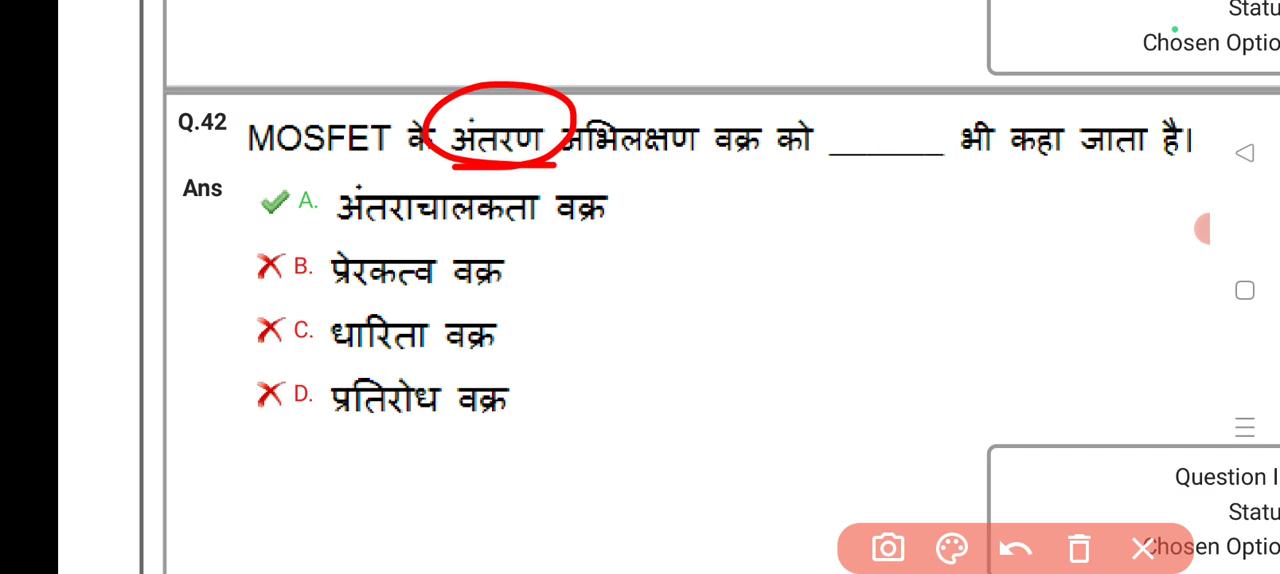 Statu
Chosen Optio
Q.42 MOSFET के अंतरण अभिलक्षण वक्र को ______ भी कहा जाता है।
Ans A. अंतराचालकता वक्र
B. प्रेरकत्व वक्र
C. धारिता वक्र
D. प्रतिरोध वक्र
Question I
Statu
Chosen Optio